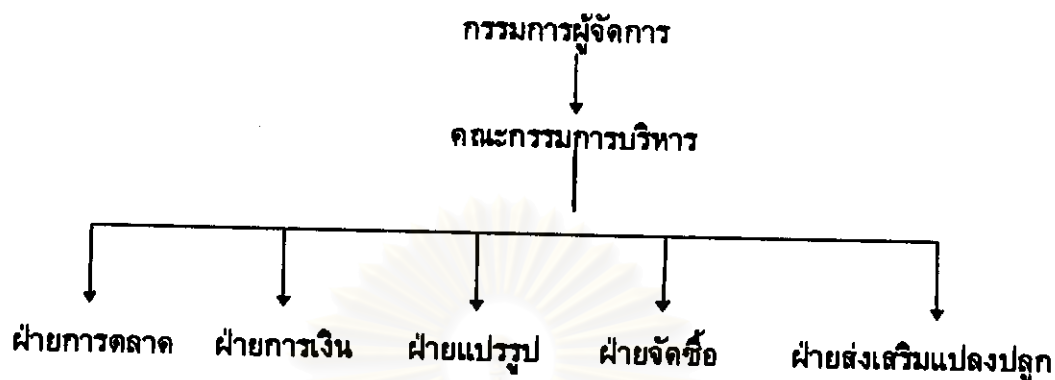 กรรมการผู้จัดการ
คณะกรรมการบริหาร
ฝ่ายการตลาด ฝ่ายการเงิน ฝ่ายแปรรูป ฝ่ายจัดซื้อ ฝ่ายส่งเสริมแปลงปลูก